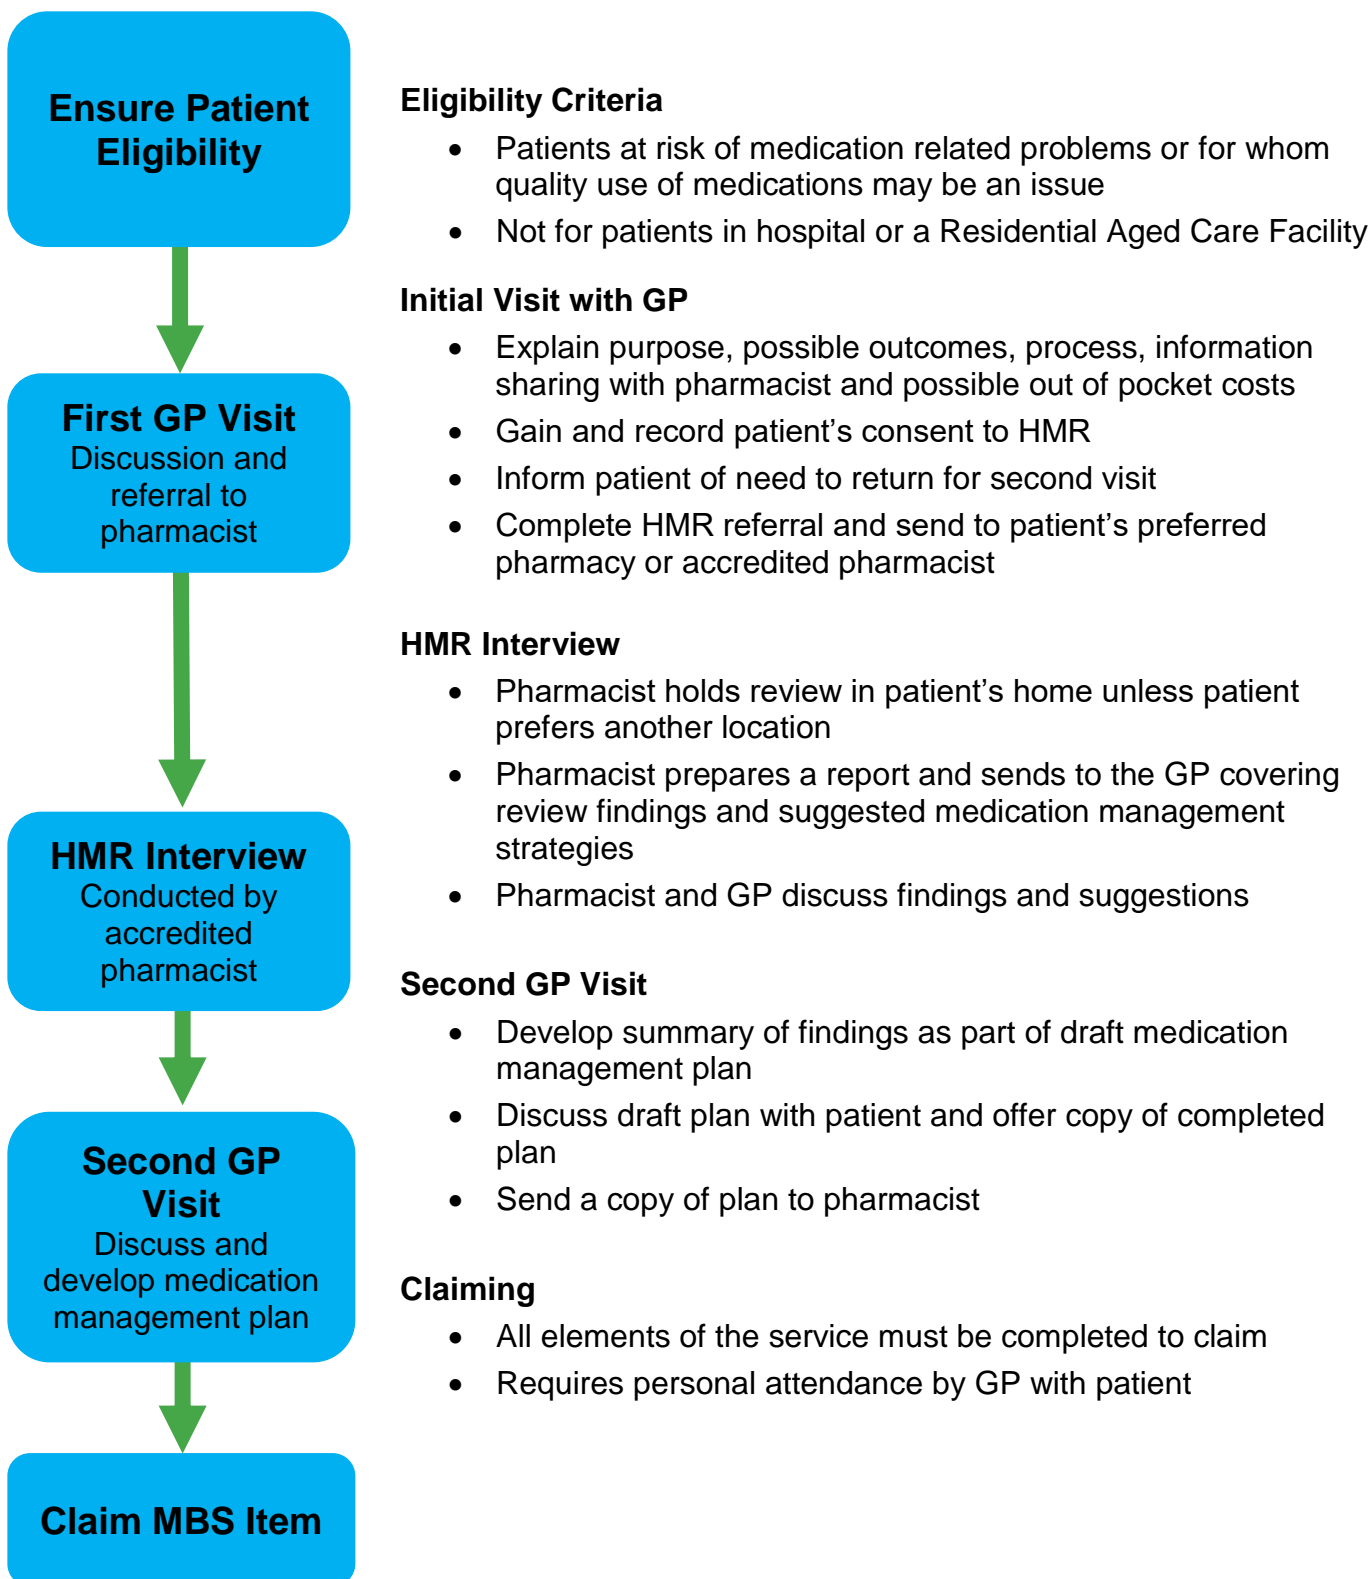 Ensure Patient
Eligibility
Eligibility Criteria
• Patients at risk of medication related problems or for whom
quality use of medications may be an issue
• Not for patients in hospital or a Residential Aged Care Facility
First GP Visit
Discussion and
referral to
pharmacist
Initial Visit with GP
• Explain purpose, possible outcomes, process, information
sharing with pharmacist and possible out of pocket costs
• Gain and record patient’s consent to HMR
• Inform patient of need to return for second visit
• Complete HMR referral and send to patient’s preferred
pharmacy or accredited pharmacist
HMR Interview
Conducted by
accredited
pharmacist
HMR Interview
• Pharmacist holds review in patient’s home unless patient
prefers another location
• Pharmacist prepares a report and sends to the GP covering
review findings and suggested medication management
strategies
• Pharmacist and GP discuss findings and suggestions
Second GP
Visit
Discuss and
develop medication
management plan
Second GP Visit
• Develop summary of findings as part of draft medication
management plan
• Discuss draft plan with patient and offer copy of completed
plan
• Send a copy of plan to pharmacist
Claim MBS Item
Claiming
• All elements of the service must be completed to claim
• Requires personal attendance by GP with patient